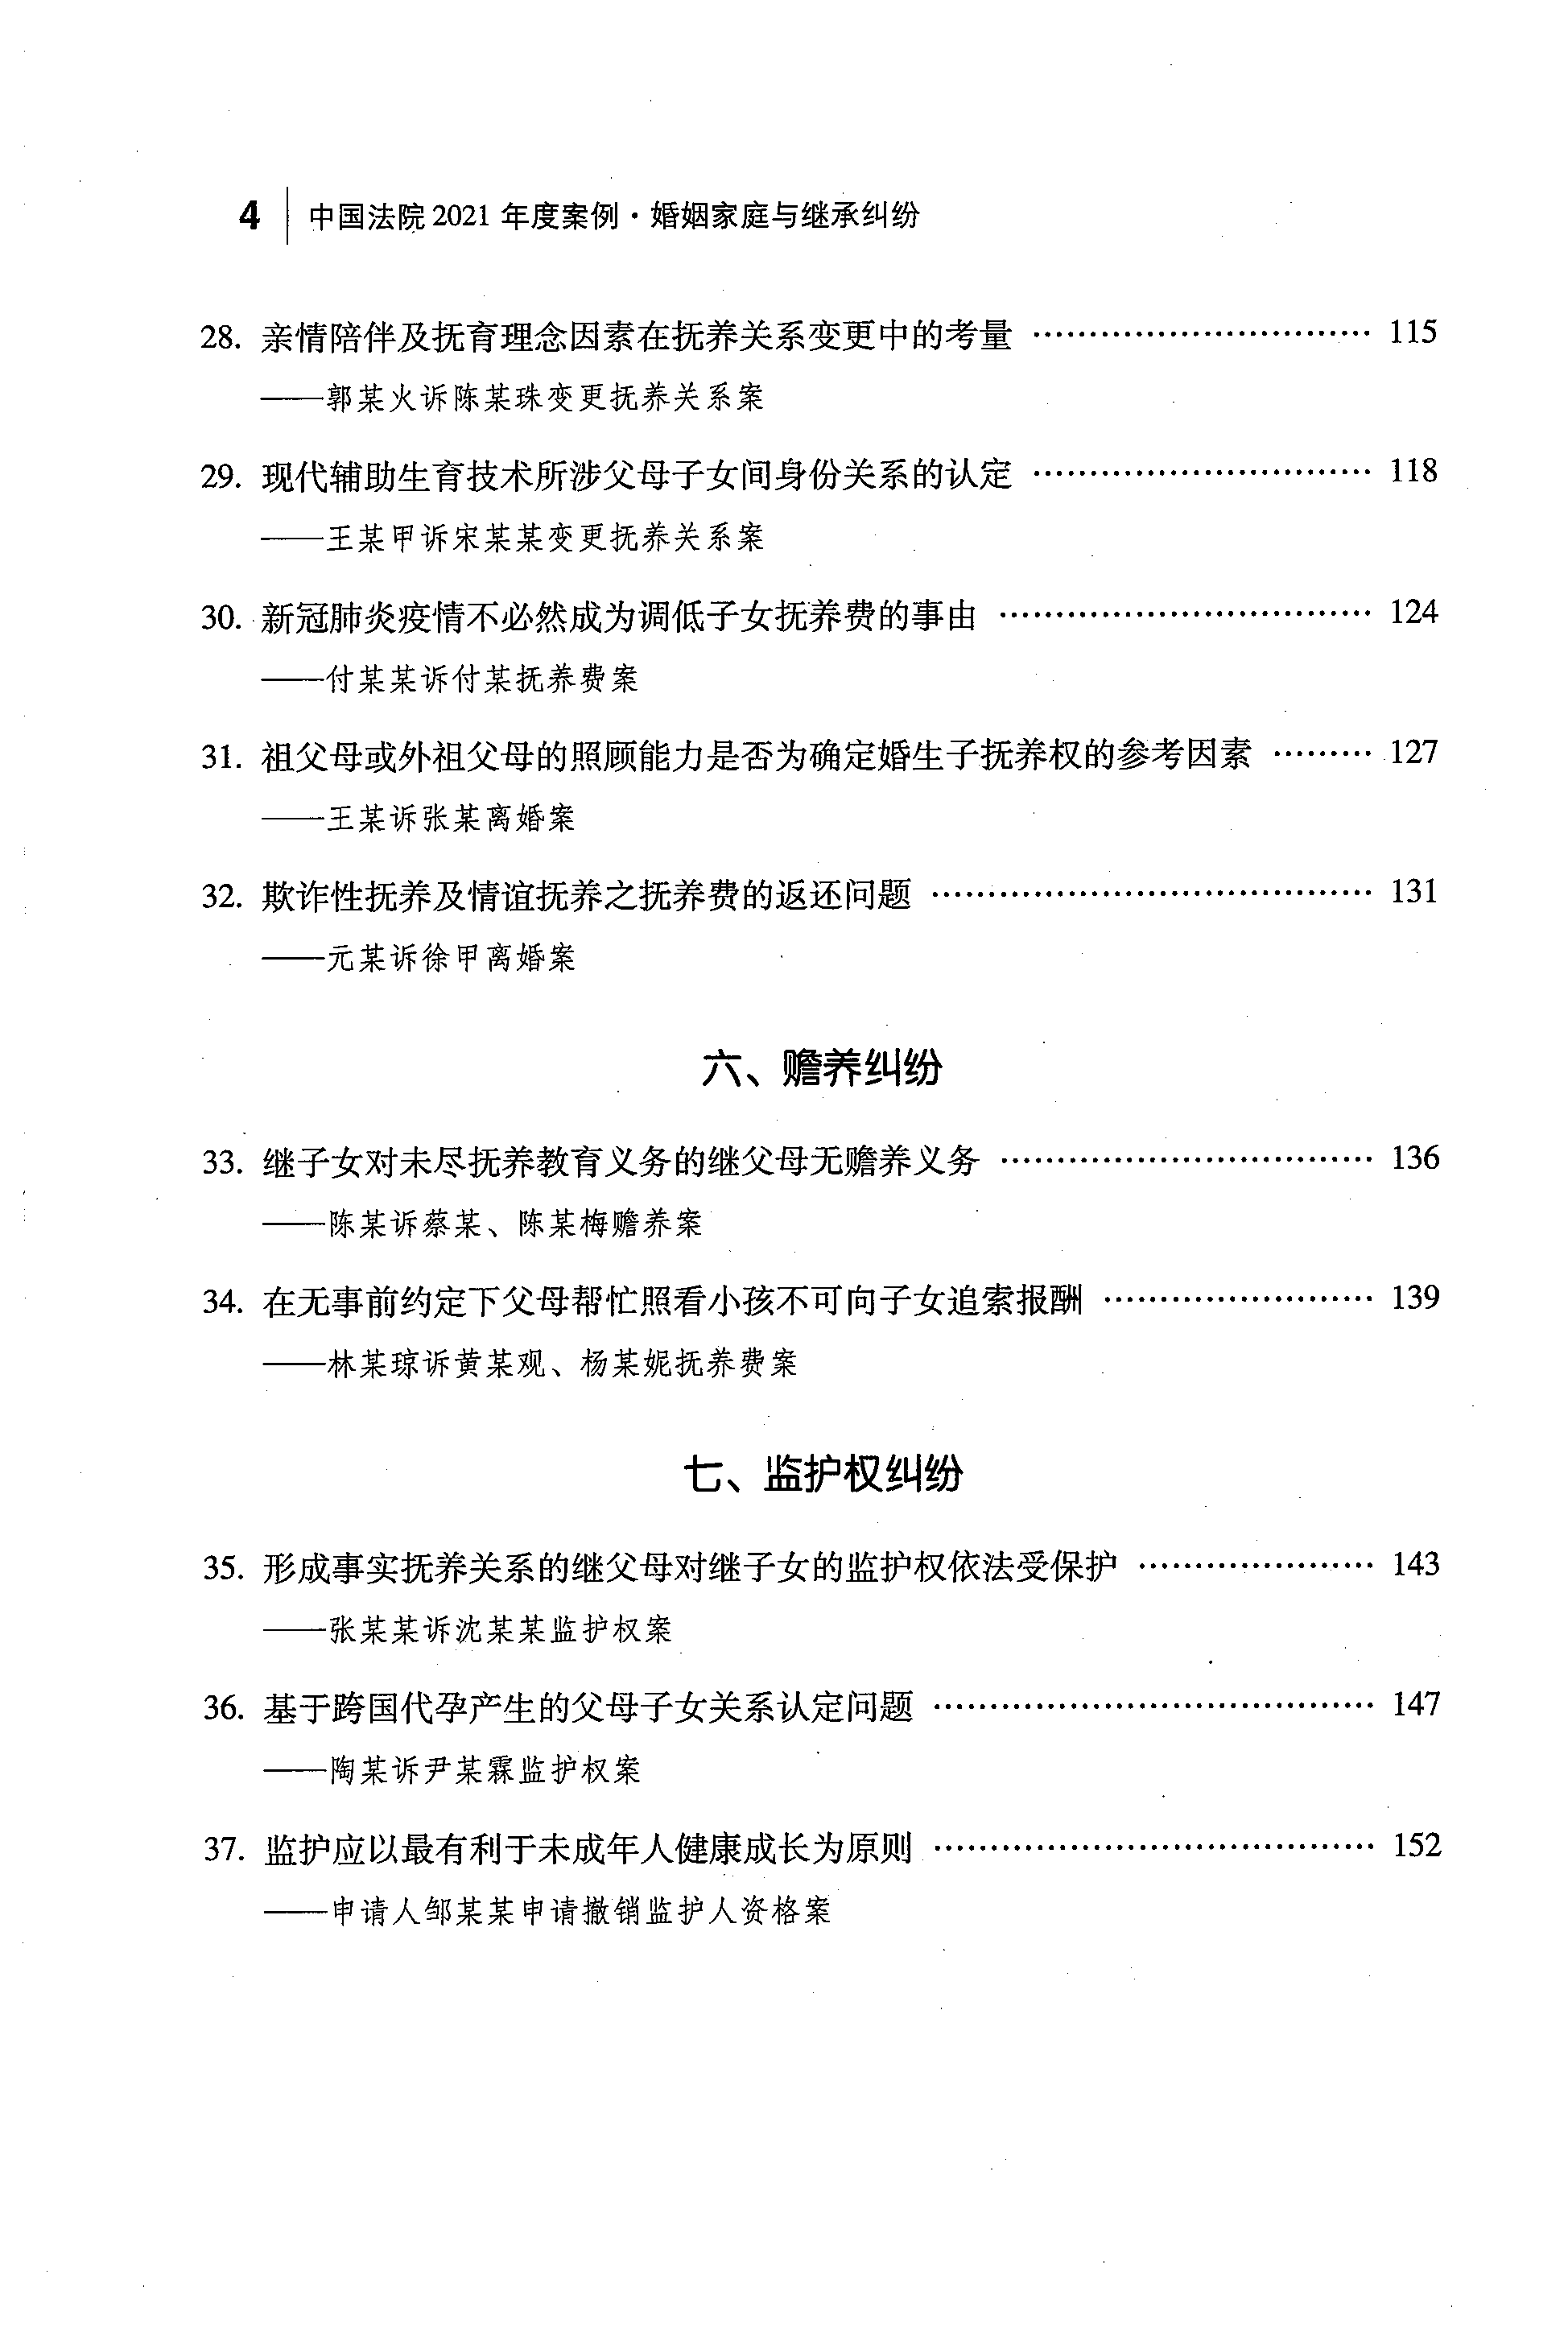 4 中国法院2021年度案例·婚姻家庭与继承纠纷
28. 亲情陪伴及抚育理念因素在抚养关系变更中的考量 …………………………… 115
——郭某火诉陈某珠变更抚养关系案
29. 现代辅助生育技术所涉父母子女间身份关系的认定 …………………………… 118
——王某甲诉宋某某变更抚养关系案
30. 新冠肺炎疫情不必然成为调低子女抚养费的事由 ……………………………… 124
——付某某诉付某抚养费案
31. 祖父母或外祖父母的照顾能力是否为确定婚生子抚养权的参考因素 ……… 127
——王某诉张某离婚案
32. 欺诈性抚养及情谊抚养之抚养费的返还问题 …………………………………… 131
——元某诉徐甲离婚案
六、赡养纠纷
33. 继子女对未尽抚养教育义务的继父母无赡养义务 ……………………………… 136
——陈某诉蔡某、陈某梅赡养案
34. 在无事前约定下父母帮忙照看小孩不可向子女追索报酬 …………………… 139
——林某琼诉黄某观、杨某妮抚养费案
七、监护权纠纷
35. 形成事实抚养关系的继父母对继子女的监护权依法受保护 ………………… 143
——张某某诉沈某某监护权案
36. 基于跨国代孕产生的父母子女关系认定问题 …………………………………… 147
——陶某诉尹某霖监护权案
37. 监护应以最有利于未成年人健康成长为原则 …………………………………… 152
——申请人邹某某申请撤销监护人资格案